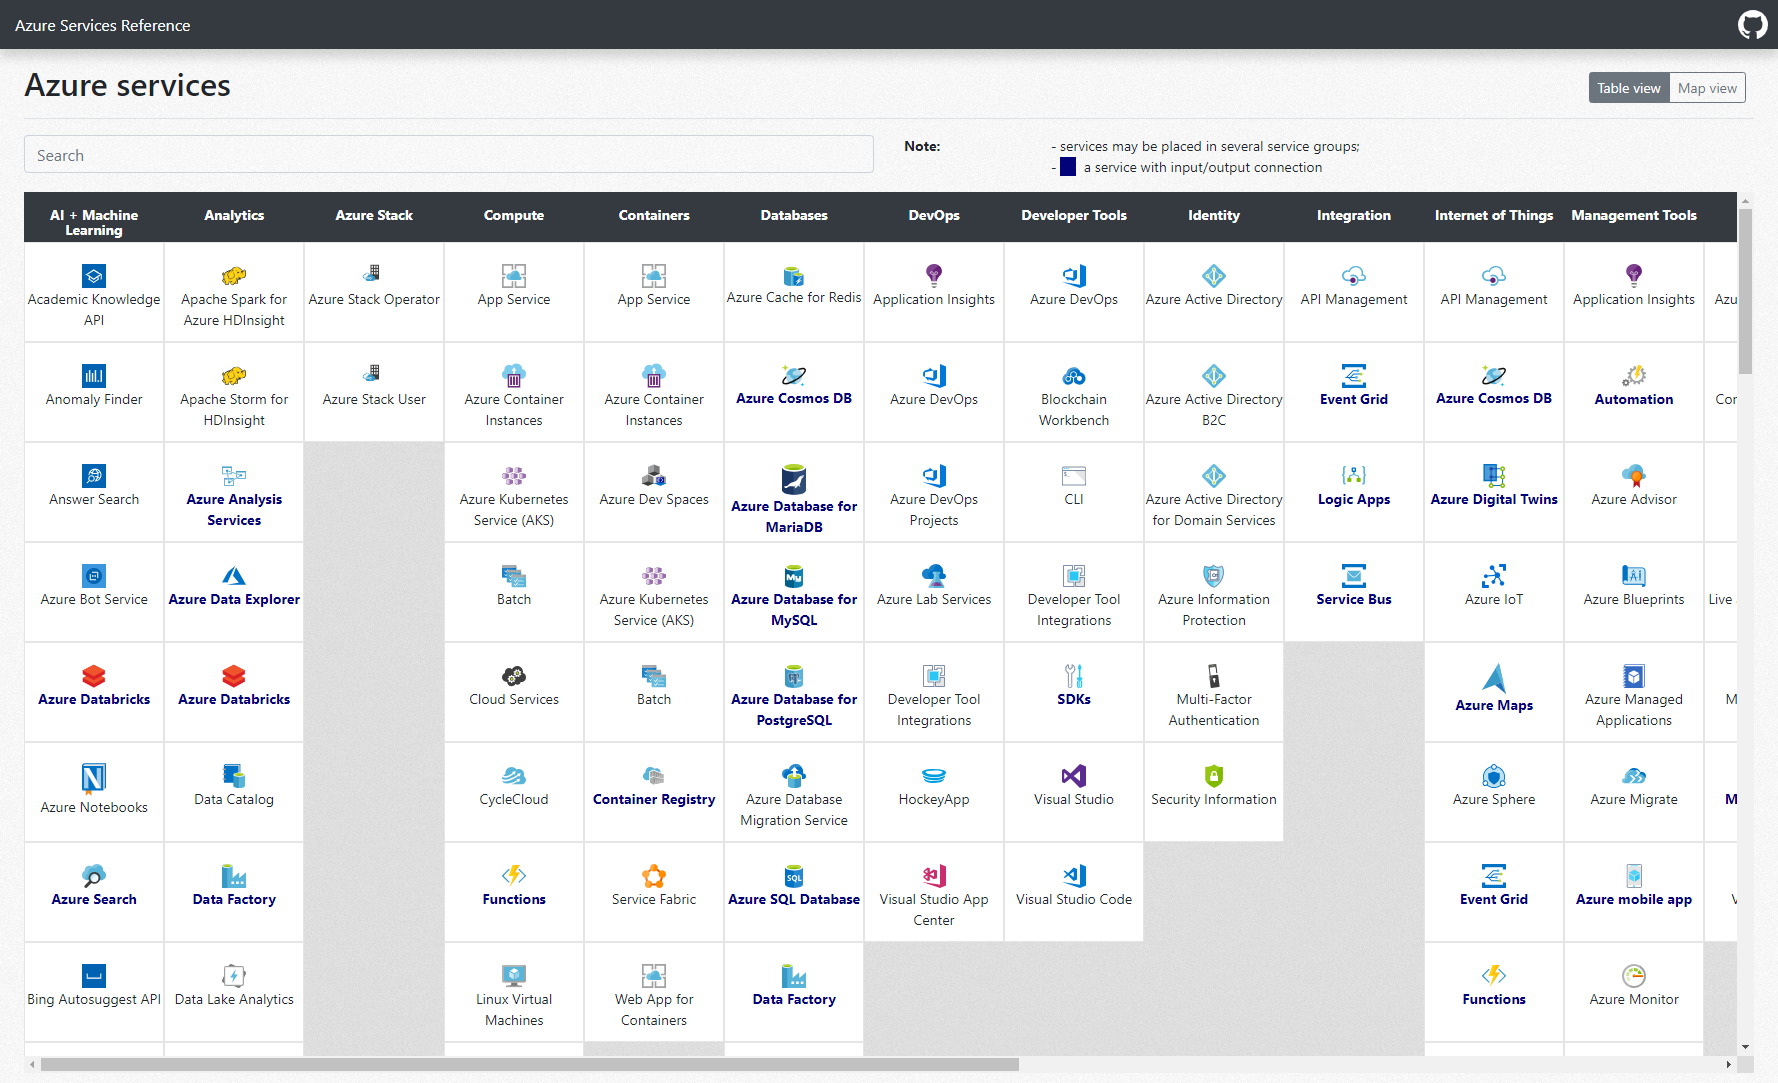 Azure Services Reference
Azure services
Table view
Map view
Search
Note:
- services may be placed in several service groups;
- a service with input/output connection
AI + Machine Learning
Analytics
Azure Stack
Compute
Containers
Databases
DevOps
Developer Tools
Identity
Integration
Internet of Things
Management Tools
Academic Knowledge API
Apache Spark for Azure HDInsight
Azure Stack Operator
App Service
App Service
Azure Cache for Redis
Application Insights
Azure DevOps
Azure Active Directory
API Management
API Management
Application Insights
Azu
Anomaly Finder
Apache Storm for HDInsight
Azure Stack User
Azure Container Instances
Azure Container Instances
Azure Cosmos DB
Azure DevOps
Blockchain Workbench
Azure Active Directory B2C
Event Grid
Azure Cosmos DB
Automation
Cor
Answer Search
Azure Analysis Services
Azure Kubernetes Service (AKS)
Azure Dev Spaces
Azure Database for MariaDB
Azure DevOps Projects
CLI
Azure Active Directory for Domain Services
Logic Apps
Azure Digital Twins
Azure Advisor
Azure Bot Service
Azure Data Explorer
Batch
Azure Kubernetes Service (AKS)
My
Azure Database for MySQL
Azure Lab Services
Developer Tool Integrations
Azure Information Protection
Service Bus
Azure IoT
Azure Blueprints
Live
Azure Databricks
Azure Databricks
Cloud Services
Batch
Azure Database for PostgreSQL
Developer Tool Integrations
SDKs
Multi-Factor Authentication
Azure Maps
Azure Managed Applications
M
Azure Notebooks
Data Catalog
CycleCloud
Container Registry
Azure Database Migration Service
HockeyApp
Visual Studio
Security Information
Azure Sphere
Azure Migrate
M
Azure Search
Data Factory
Functions
Service Fabric
SQL
Azure SQL Database
Visual Studio App Center
Visual Studio Code
Event Grid
Azure mobile app
V
Bing Autosuggest API
Data Lake Analytics
Linux Virtual Machines
Web App for Containers
Data Factory
Functions
Azure Monitor